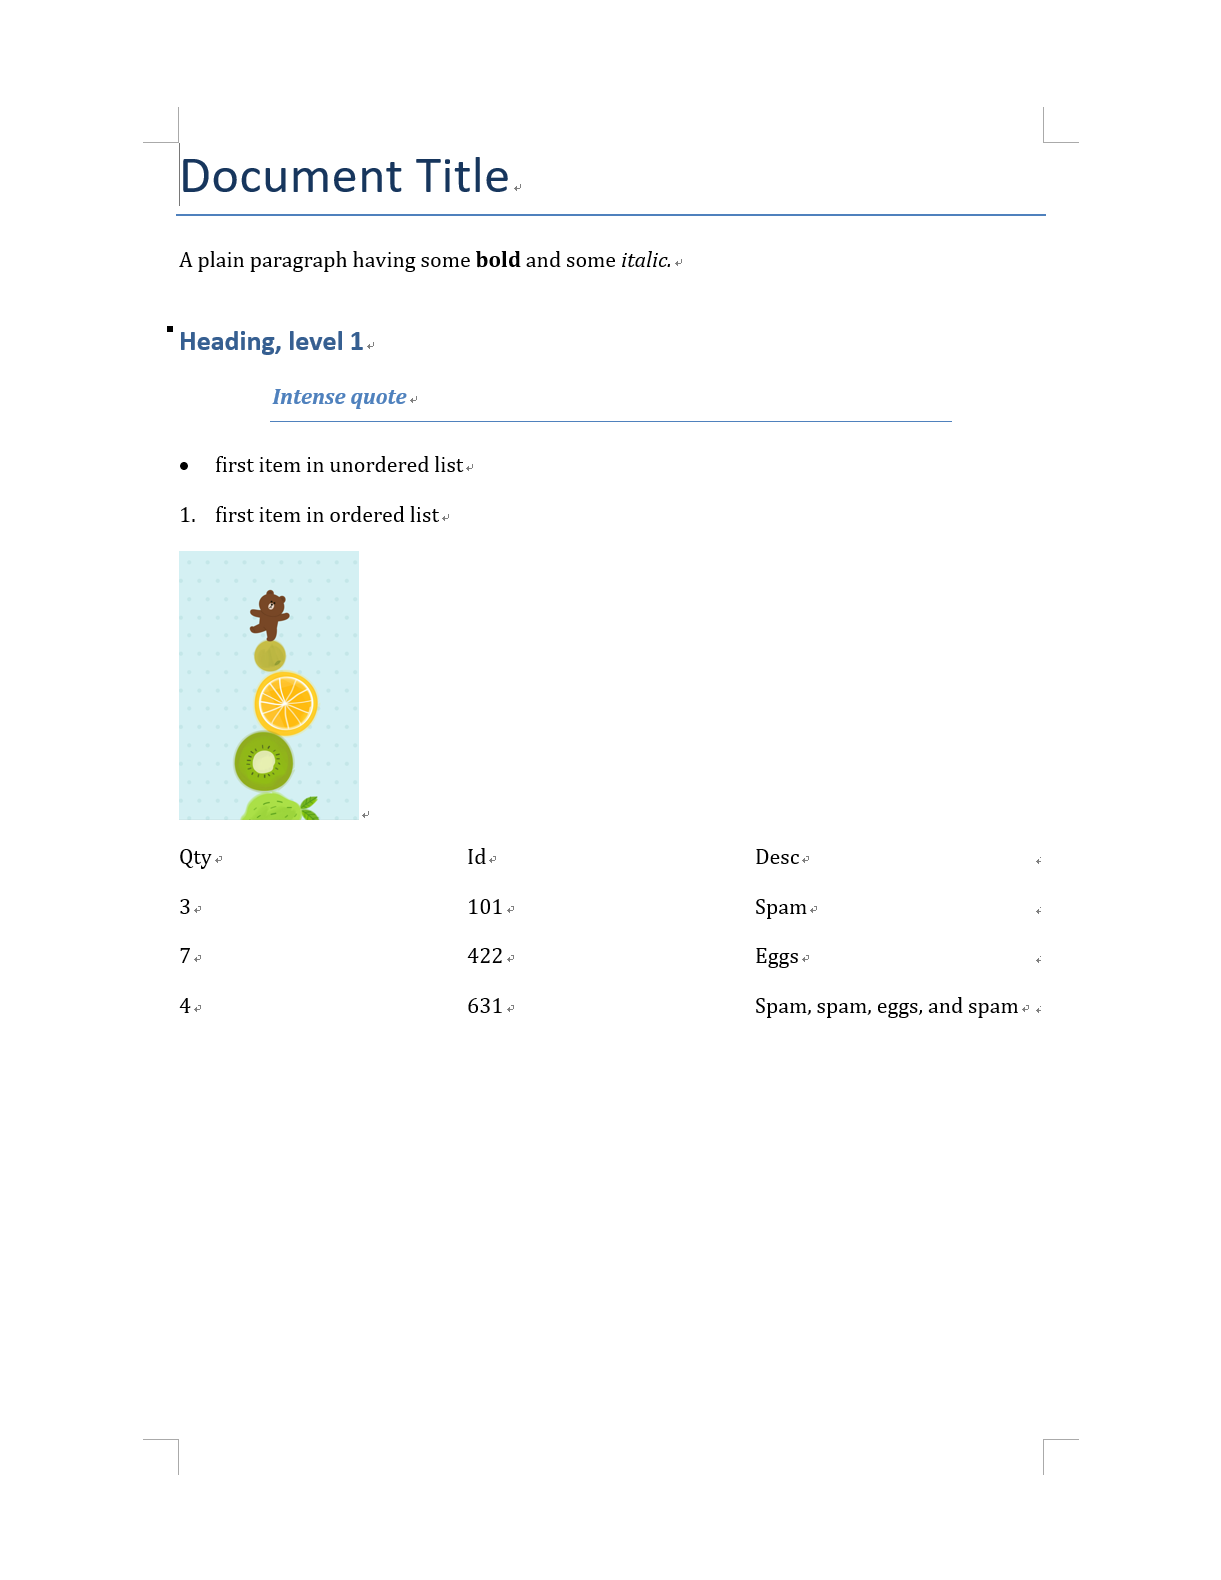 Document Title
A plain paragraph having some bold and some italic.
Heading, level 1
Intense quote
• first item in unordered list
1. first item in ordered list
Qty Id Desc
3 101 Spam
7 422 Eggs
4 631 Spam, spam, eggs, and spam